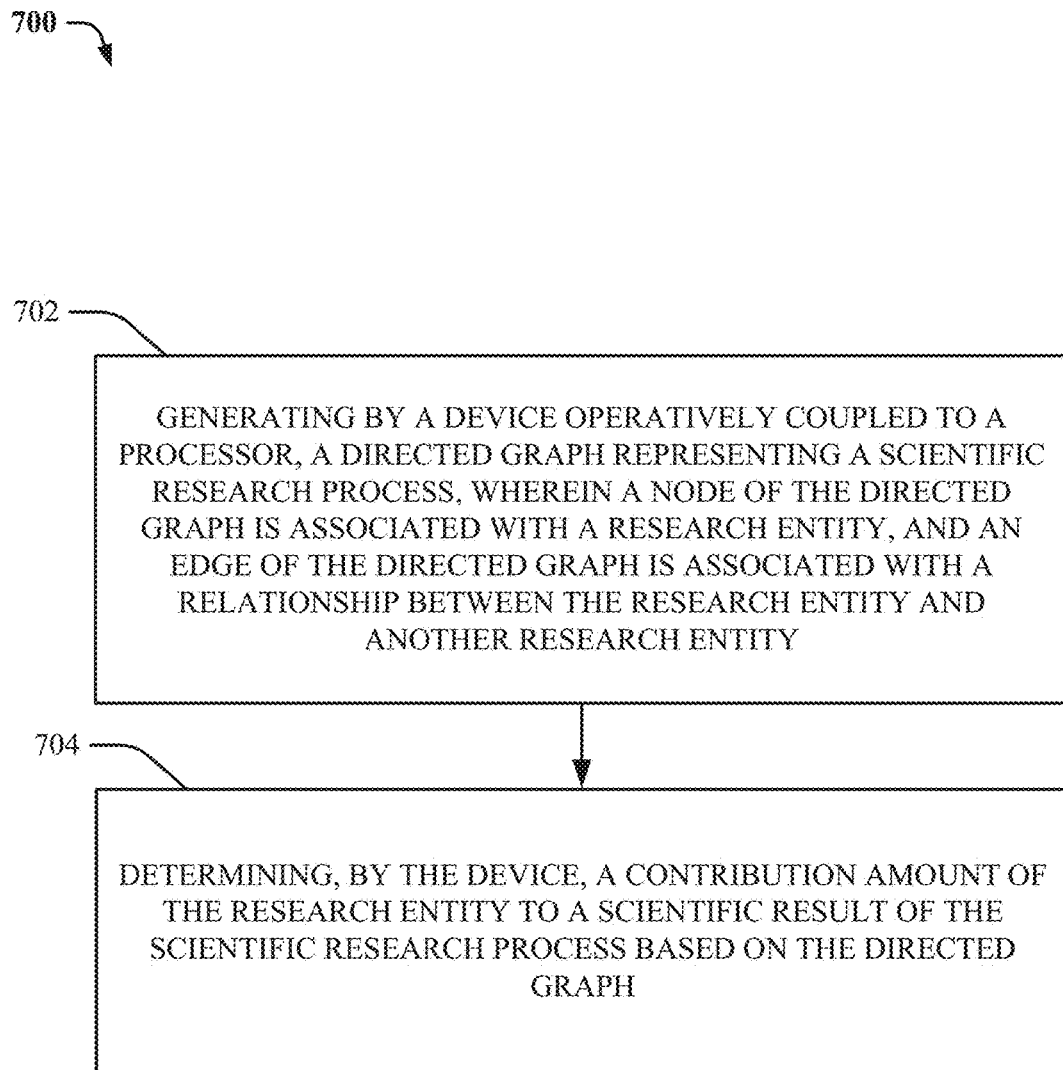 700
702
GENERATING BY A DEVICE OPERATIVELY COUPLED TO A
PROCESSOR, A DIRECTED GRAPH REPRESENTING A SCIENTIFIC
RESEARCH PROCESS, WHEREIN A NODE OF THE DIRECTED
GRAPH IS ASSOCIATED WITH A RESEARCH ENTITY, AND AN
EDGE OF THE DIRECTED GRAPH IS ASSOCIATED WITH A
RELATIONSHIP BETWEEN THE RESEARCH ENTITY AND
ANOTHER RESEARCH ENTITY
704
DETERMINING, BY THE DEVICE, A CONTRIBUTION AMOUNT OF
THE RESEARCH ENTITY TO A SCIENTIFIC RESULT OF THE
SCIENTIFIC RESEARCH PROCESS BASED ON THE DIRECTED
GRAPH